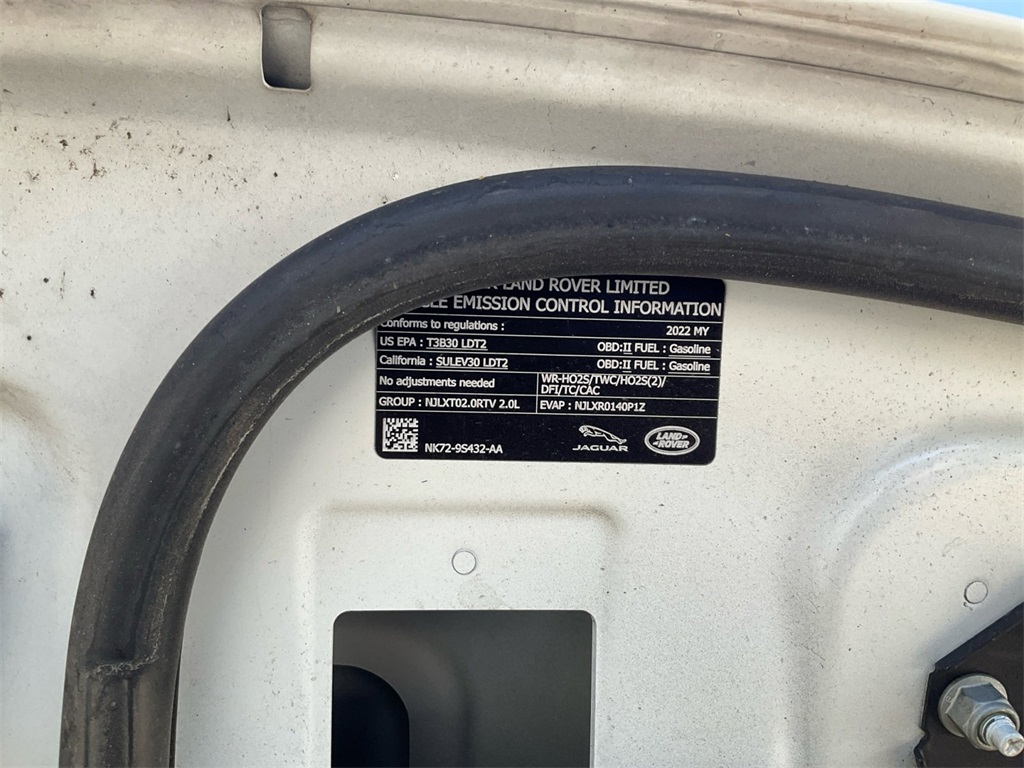 LAND ROVER LIMITED
EMISSION CONTROL INFORMATION
Conforms to regulations : 2022 MY
US EPA : T3B30 LDT2 OBD:II FUEL : Gasoline
California : SULEV30 LDT2 OBD:II FUEL : Gasoline
No adjustments needed WR-HO2S/TWC/HO2S(2)/
DFI/TC/CAC
GROUP : NJLXT02.0RTV 2.0L EVAP : NJLXR0140P1Z
NK72-9S432-AA
JAGUAR
LAND
ROVER